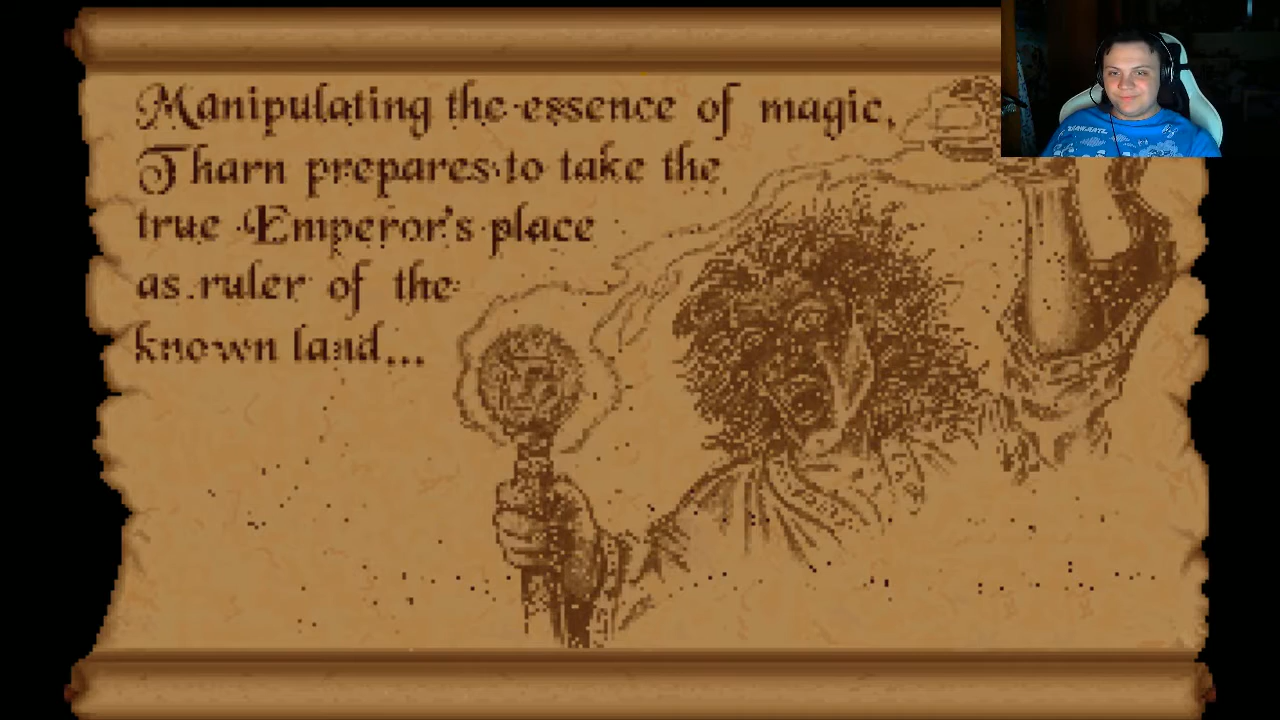 Manipulating the essence of magic,
Tharn prepares to take the
true Emperor's place
as ruler of the
known land...